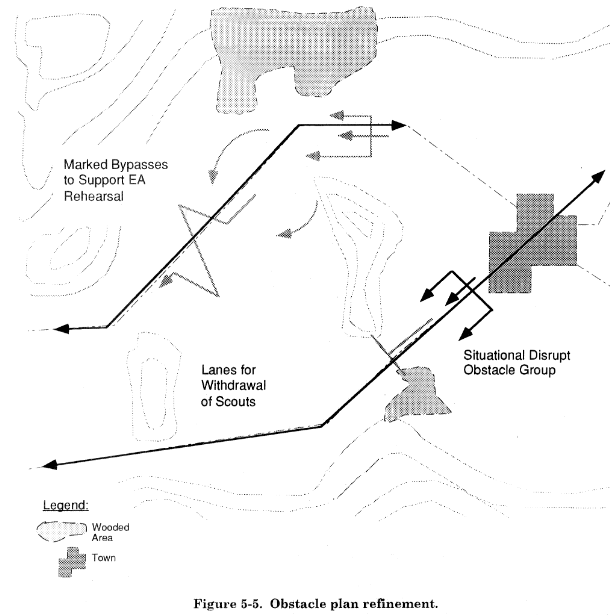 Marked Bypasses
to Support EA
Rehearsal
Lanes for
Withdrawal
of Scouts
Situational Disrupt
Obstacle Group
Legend:
Wooded
Area
Town
Figure 5-5. Obstacle plan refinement.